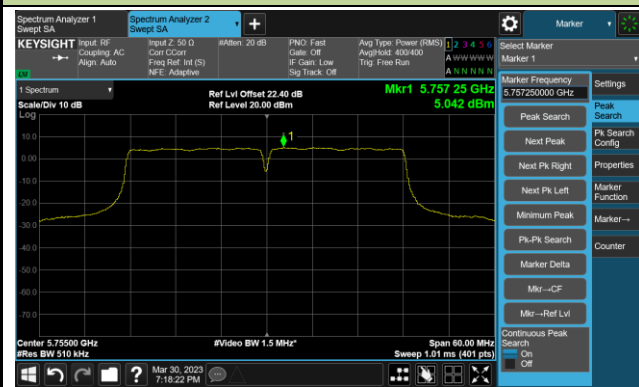 Spectrum Analyzer 1
Swept SA
Spectrum Analyzer 2
Swept SA
+
Marker
KEYSIGHT
Input: RF
Coupling: AC
Align: Auto
Input Z: 50 Ω
Corr CCorr
Freq Ref: Int (S)
NFE: Adaptive
#Atten: 20 dB
PNO: Fast
Gate: Off
IF Gain: Low
Sig Track: Off
Avg Type: Power (RMS)
Avg|Hold: 400/400
Trig: Free Run
1 2 3 4 5 6
A W W W W W
A N N N N N
Select Marker
Marker 1
LXI
1 Spectrum
Scale/Div 10 dB
Log
Ref Lvl Offset 22.40 dB
Ref Level 20.00 dBm
Mkr1 5.757 25 GHz
5.042 dBm
10.0
0.00
-10.0
-20.0
-30.0
-40.0
-50.0
-60.0
-70.0
1
Center 5.75500 GHz
#Res BW 510 kHz
#Video BW 1.5 MHz*
Span 60.00 MHz
Sweep 1.01 ms (401 pts)
Marker Frequency
5.757250000 GHz
Peak Search
Next Peak
Next Pk Right
Next Pk Left
Minimum Peak
Pk-Pk Search
Marker Delta
Mkr→CF
Mkr→Ref Lvl
Continuous Peak
Search
On
Off
Settings
Peak
Search
Pk Search
Config
Properties
Marker
Function
Marker→
Counter
?
Mar 30, 2023
7:18:22 PM